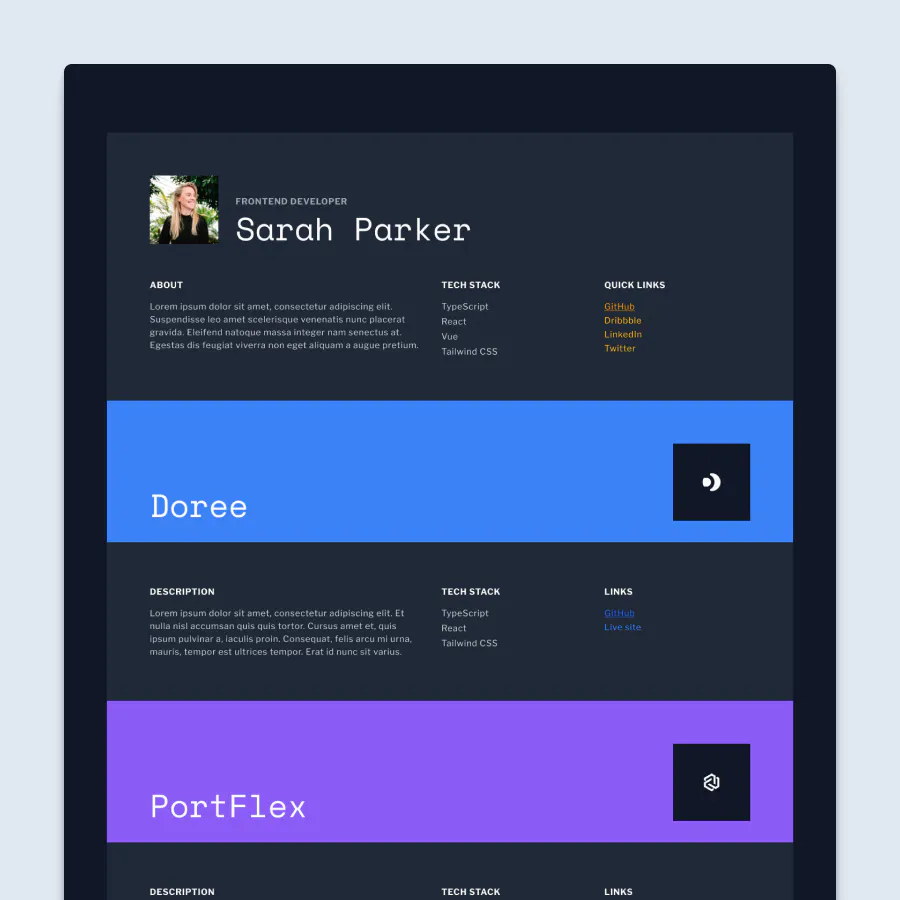 FRONTEND DEVELOPER
Sarah Parker
ABOUT
Lorem ipsum dolor sit amet, consectetur adipiscing elit.
Suspendisse leo amet scelerisque venenatis nunc placerat
gravida. Eleifend natoque massa integer nam senectus at.
Egestas dis feugiat viverra non eget aliquam a augue pretium.
TECH STACK
TypeScript
React
Vue
Tailwind CSS
QUICK LINKS
GitHub
Dribbble
LinkedIn
Twitter
Doree
DESCRIPTION
Lorem ipsum dolor sit amet, consectetur adipiscing elit. Et
nulla nisl accumsan quis quis tortor. Cursus amet et, quis
ipsum pulvinar a, iaculis proin. Consequat, felis arcu mi urna,
mauris, tempor est ultrices tempor. Erat id nunc sit varius.
TECH STACK
TypeScript
React
Tailwind CSS
LINKS
GitHub
Live site
PortFlex
DESCRIPTION
TECH STACK
LINKS